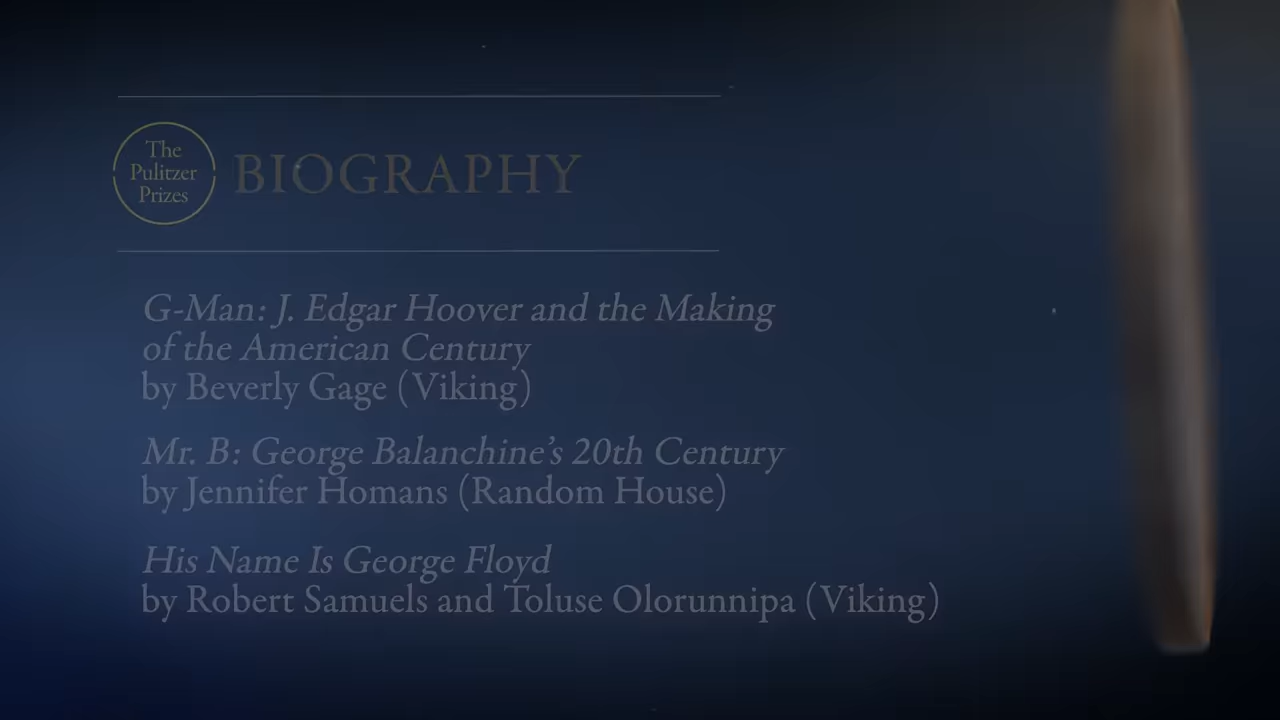 The
Pulitzer
Prizes
BIOGRAPHY
G-Man: J. Edgar Hoover and the Making
of the American Century
by Beverly Gage (Viking)
Mr. B: George Balanchine’s 20th Century
by Jennifer Homans (Random House)
His Name Is George Floyd
by Robert Samuels and Toluse Olorunnipa (Viking)